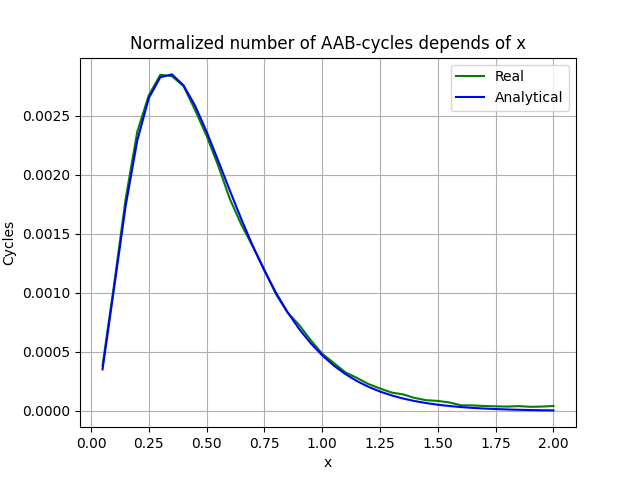 Normalized number of AAB-cycles depends of x
Real
Analytical
Cycles
0.0025
0.0020
0.0015
0.0010
0.0005
0.0000
0.00 0.25 0.50 0.75 1.00 1.25 1.50 1.75 2.00
x